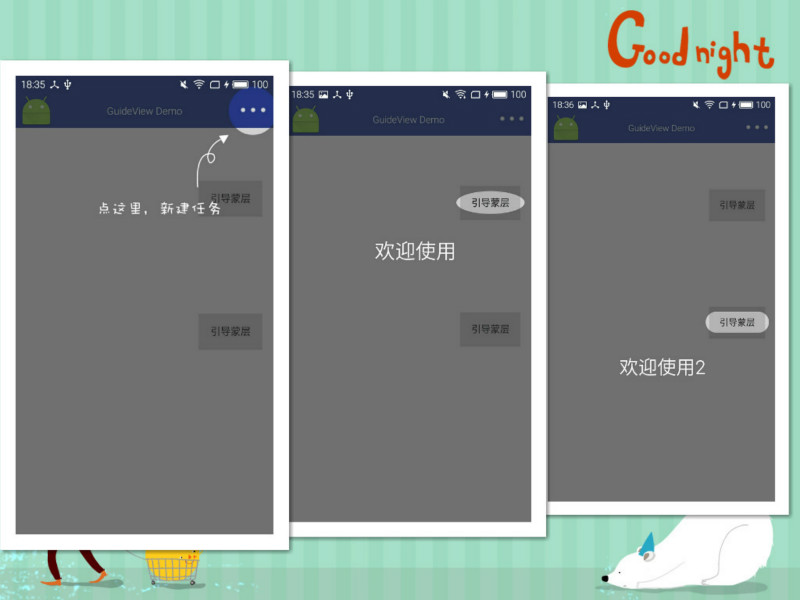 Good night
18:35
100
GuideView Demo
引导蒙层
点这里，新建任务
引导蒙层
18:35
100
GuideView Demo
引导蒙层
欢迎使用
引导蒙层
18:36
100
GuideView Demo
引导蒙层
引导蒙层
欢迎使用2